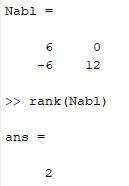 Nabl =
6 0
-6 12
>> rank(Nabl)
ans =
2